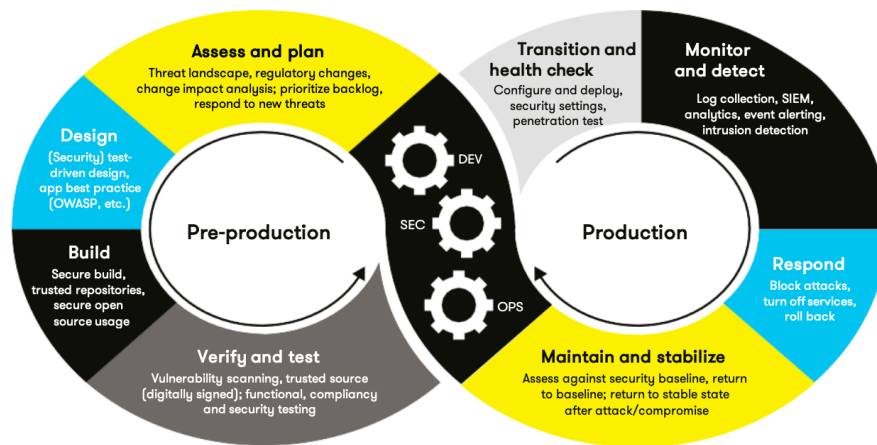 Assess and plan
Threat landscape, regulatory changes,
change impact analysis; prioritize backlog,
respond to new threats
Design
(Security) test-
driven design,
app best practice
(OWASP, etc.)
Build
Secure build,
trusted repositories,
secure open
source usage
Verify and test
Vulnerability scanning, trusted source
(digitally signed); functional, compliancy
and security testing
Pre-production
DEV
SEC
OPS
Transition and
health check
Configure and deploy,
security settings,
penetration test
Monitor
and detect
Log collection, SIEM,
analytics, event alerting,
intrusion detection
Production
Respond
Block attacks,
turn off services,
roll back
Maintain and stabilize
Assess against security baseline, return
to baseline; return to stable state
after attack/compromise